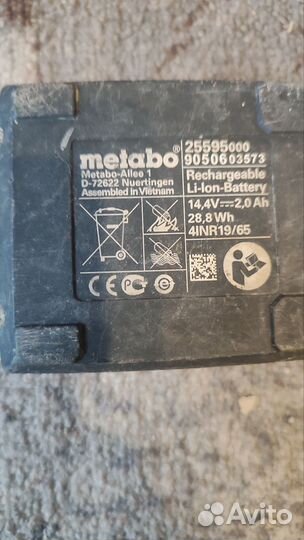 metabo®
Metabo-Allee 1
D-72622 Nuertingen
Assembled in Vietnam
25595000
9050603573
Rechargeable
Li-Ion-Battery
14,4V⎓2,0 Ah
28,8 Wh
4INR19/65
CE
Avito